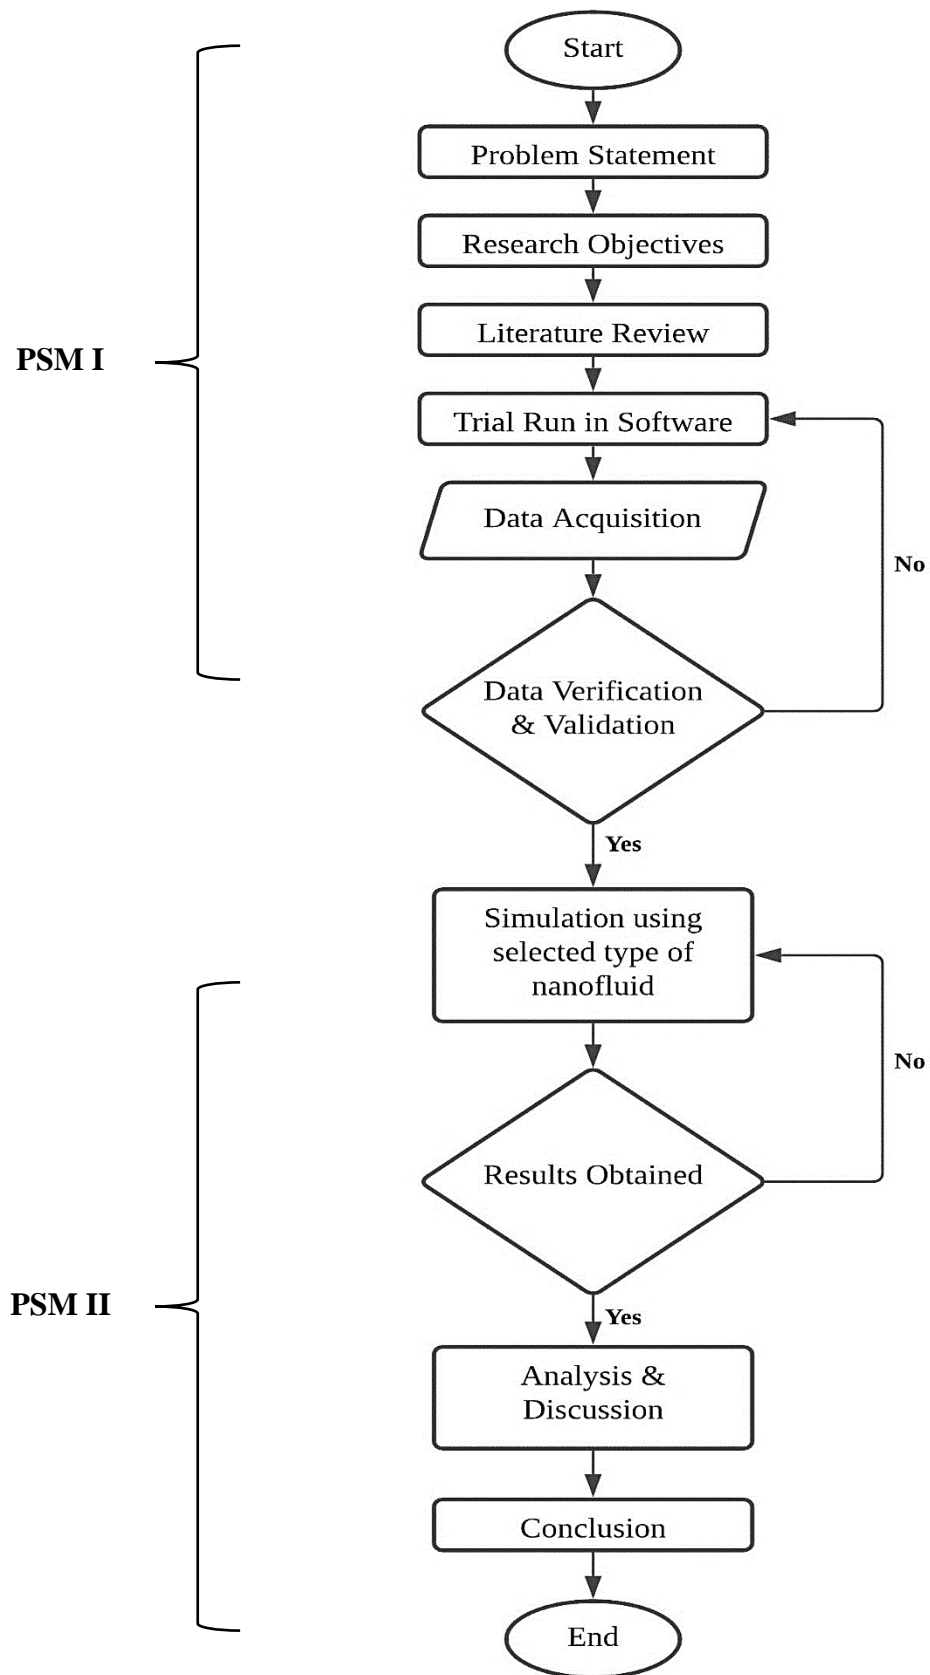 Start
Problem Statement
Research Objectives
Literature Review
PSM I
Trial Run in Software
Data Acquisition
No
Data Verification
& Validation
Yes
Simulation using
selected type of
nanofluid
No
Results Obtained
PSM II
Yes
Analysis &
Discussion
Conclusion
End